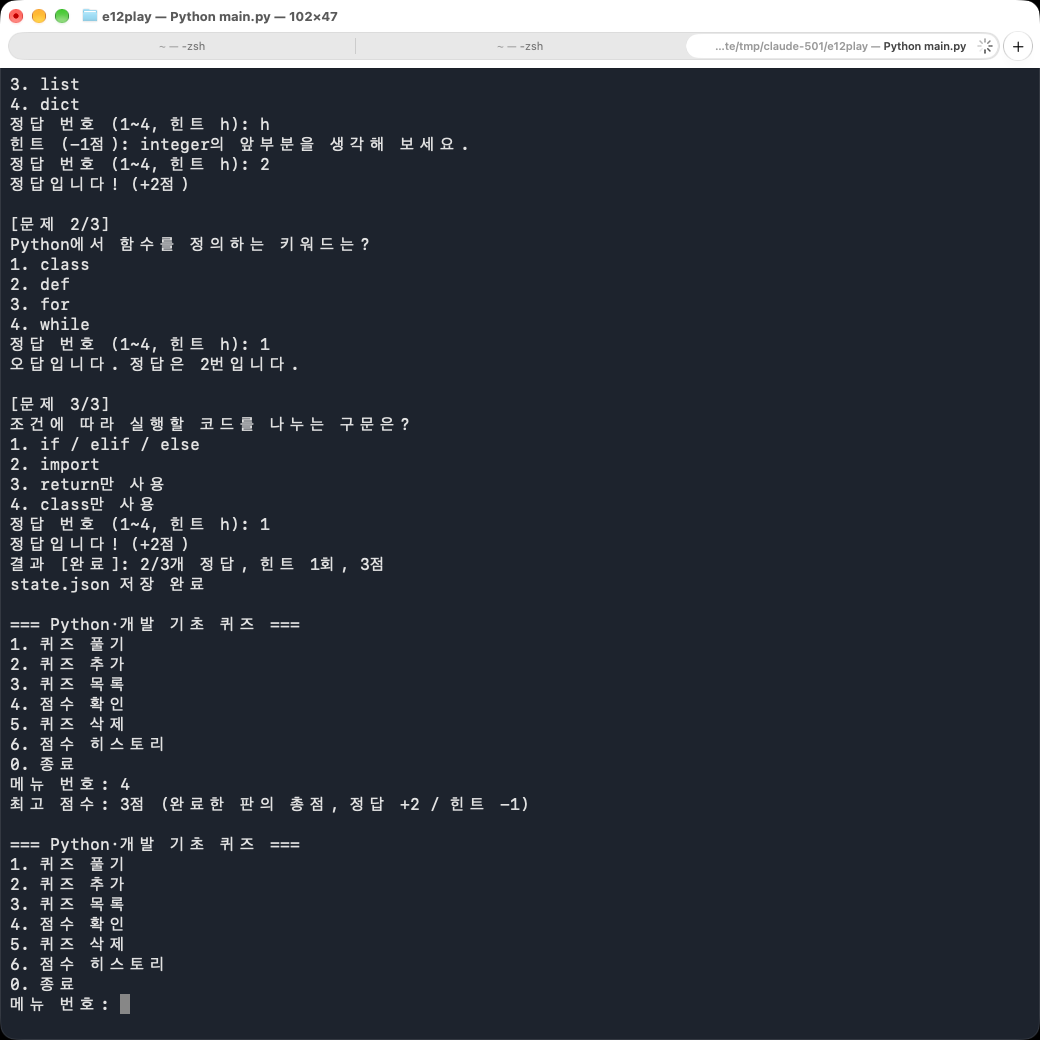 e12play — Python main.py — 102×47
~ — -zsh
~ — -zsh
...te/tmp/claude-501/e12play — Python main.py
+
3. list
4. dict
정답 번호 (1~4, 힌트 h): h
힌트 (-1점): integer의 앞부분을 생각해 보세요.
정답 번호 (1~4, 힌트 h): 2
정답입니다! (+2점)
[문제 2/3]
Python에서 함수를 정의하는 키워드는?
1. class
2. def
3. for
4. while
정답 번호 (1~4, 힌트 h): 1
오답입니다. 정답은 2번입니다.
[문제 3/3]
조건에 따라 실행할 코드를 나누는 구문은?
1. if / elif / else
2. import
3. return만 사용
4. class만 사용
정답 번호 (1~4, 힌트 h): 1
정답입니다! (+2점)
결과 [완료]: 2/3개 정답, 힌트 1회, 3점
state.json 저장 완료
=== Python·개발 기초 퀴즈 ===
1. 퀴즈 풀기
2. 퀴즈 추가
3. 퀴즈 목록
4. 점수 확인
5. 퀴즈 삭제
6. 점수 히스토리
0. 종료
메뉴 번호: 4
최고 점수: 3점 (완료한 판의 총점, 정답 +2 / 힌트 -1)
=== Python·개발 기초 퀴즈 ===
1. 퀴즈 풀기
2. 퀴즈 추가
3. 퀴즈 목록
4. 점수 확인
5. 퀴즈 삭제
6. 점수 히스토리
0. 종료
메뉴 번호: